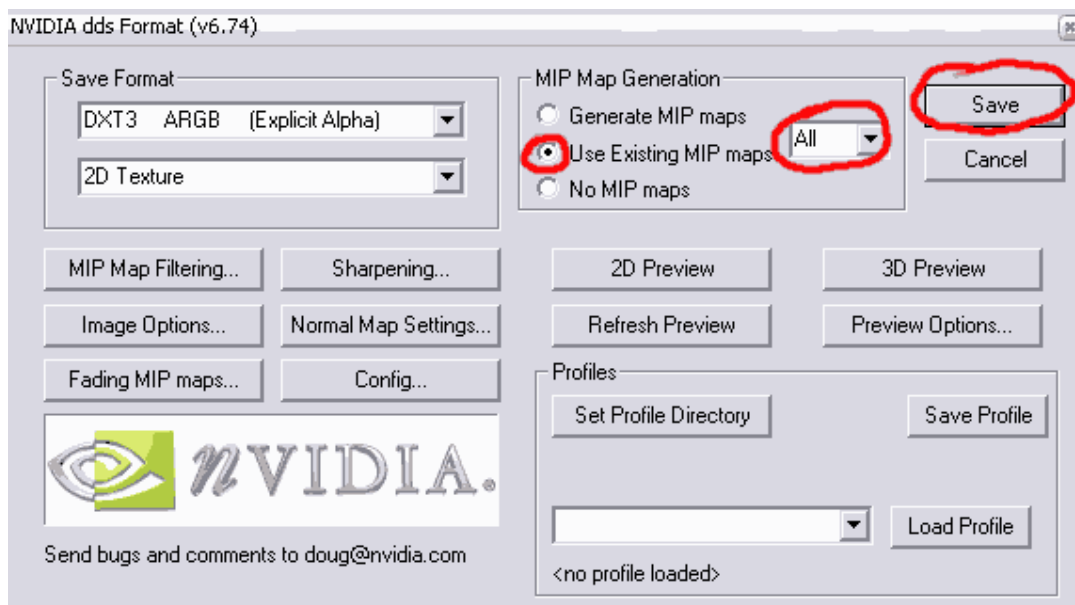 NVIDIA dds Format (v6.74)
Save Format
DXT3 ARGB (Explicit Alpha)
2D Texture
MIP Map Generation
Generate MIP maps
Use Existing MIP maps
No MIP maps
All
Save
Cancel
MIP Map Filtering...
Sharpening...
2D Preview
3D Preview
Image Options...
Normal Map Settings...
Refresh Preview
Preview Options...
Fading MIP maps...
Config...
Profiles
Set Profile Directory
Save Profile
nVIDIA.
Load Profile
Send bugs and comments to doug@nvidia.com
<no profile loaded>